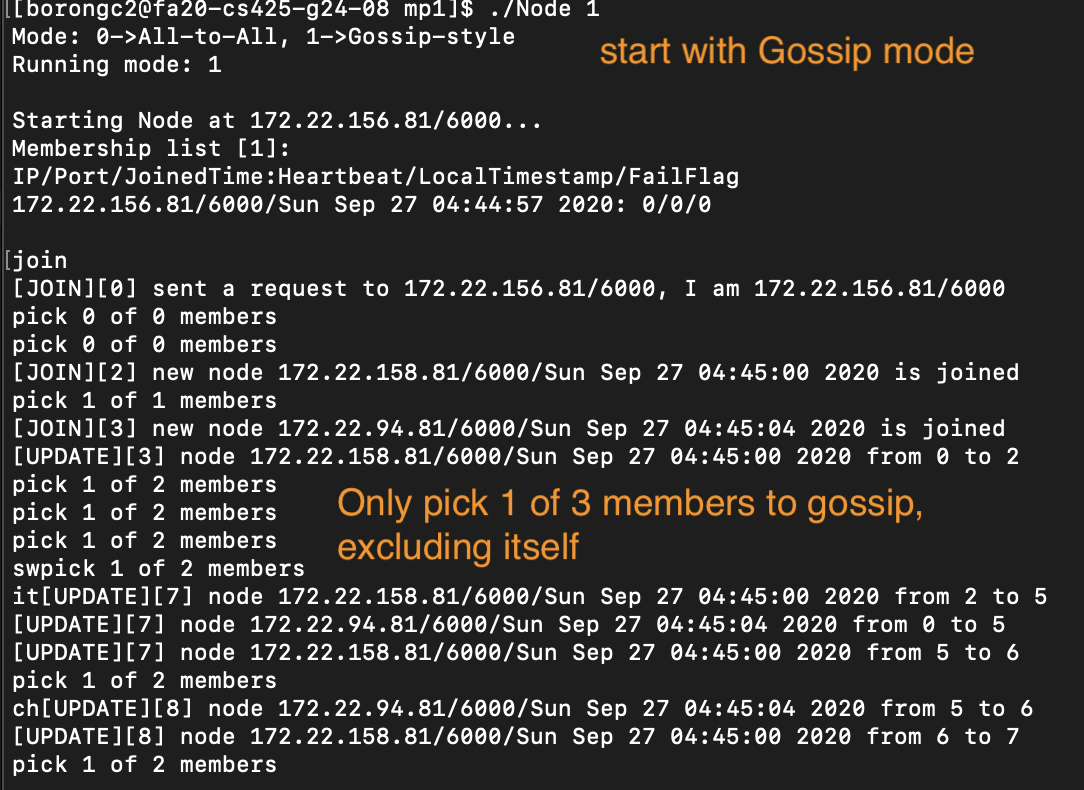 [[borongc2@fa20-cs425-g24-08 mp1]$ ./Node 1
Mode: 0->All-to-All, 1->Gossip-style
Running mode: 1
start with Gossip mode
Starting Node at 172.22.156.81/6000...
Membership list [1]:
IP/Port/JoinedTime:Heartbeat/LocalTimestamp/FailFlag
172.22.156.81/6000/Sun Sep 27 04:44:57 2020: 0/0/0
[join
[JOIN][0] sent a request to 172.22.156.81/6000, I am 172.22.156.81/6000
pick 0 of 0 members
pick 0 of 0 members
[JOIN][2] new node 172.22.158.81/6000/Sun Sep 27 04:45:00 2020 is joined
pick 1 of 1 members
[JOIN][3] new node 172.22.94.81/6000/Sun Sep 27 04:45:04 2020 is joined
[UPDATE][3] node 172.22.158.81/6000/Sun Sep 27 04:45:00 2020 from 0 to 2
pick 1 of 2 members
pick 1 of 2 members
pick 1 of 2 members
Only pick 1 of 3 members to gossip,
excluding itself
swpick 1 of 2 members
it[UPDATE][7] node 172.22.158.81/6000/Sun Sep 27 04:45:00 2020 from 2 to 5
[UPDATE][7] node 172.22.94.81/6000/Sun Sep 27 04:45:04 2020 from 0 to 5
[UPDATE][7] node 172.22.158.81/6000/Sun Sep 27 04:45:00 2020 from 5 to 6
pick 1 of 2 members
ch[UPDATE][8] node 172.22.94.81/6000/Sun Sep 27 04:45:04 2020 from 5 to 6
[UPDATE][8] node 172.22.158.81/6000/Sun Sep 27 04:45:00 2020 from 6 to 7
pick 1 of 2 members